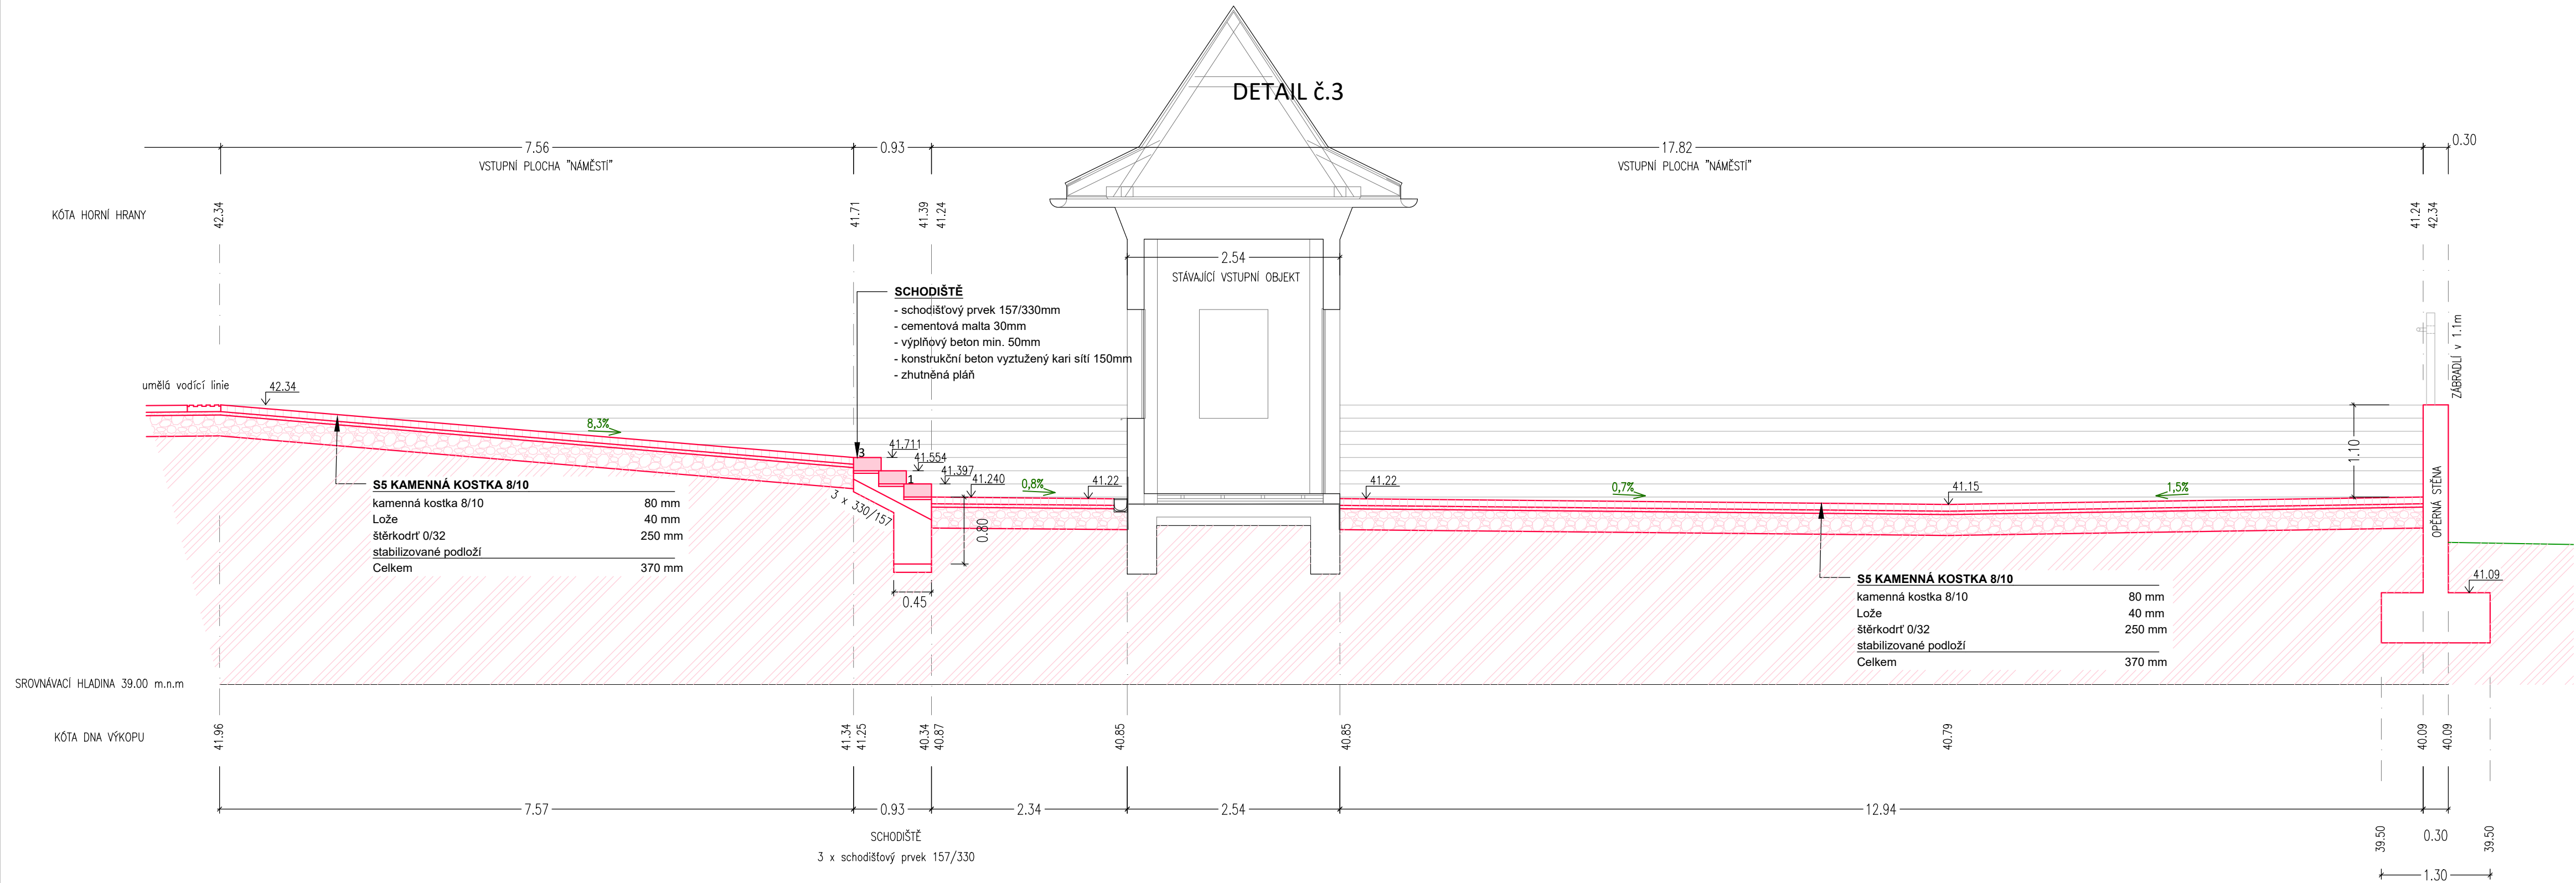 DETAIL č.3
7.56
0.93
17.82
0.30
VSTUPNÍ PLOCHA "NÁMĚSTÍ"
VSTUPNÍ PLOCHA "NÁMĚSTÍ"
KÓTA HORNÍ HRANY
42.34
41.71
41.39
41.24
41.24
42.34
2.54
STÁVAJÍCÍ VSTUPNÍ OBJEKT
SCHODIŠTĚ
- schodišťový prvek 157/330mm
- cementová malta 30mm
- výplňový beton min. 50mm
- konstrukční beton vyztužený kari sítí 150mm
- zhutněná pláň
ZÁBRADLÍ v 1.1m
umělá vodící linie
42.34
8,3%
3
41.711
41.554
41.397
1
41.240
0,8%
41.22
41.22
0,7%
41.15
1,5%
1.10
OPĚRNÁ STĚNA
3 x 330/157
0.80
0.45
S5 KAMENNÁ KOSTKA 8/10
kamenná kostka 8/10 80 mm
Lože 40 mm
štěrkodrť 0/32 250 mm
stabilizované podloží
Celkem 370 mm
S5 KAMENNÁ KOSTKA 8/10
kamenná kostka 8/10 80 mm
Lože 40 mm
štěrkodrť 0/32 250 mm
stabilizované podloží
Celkem 370 mm
41.09
SROVNÁVACÍ HLADINA 39.00 m.n.m
KÓTA DNA VÝKOPU
41.96
41.34
41.25
40.34
40.87
40.85
40.85
40.79
40.09
40.09
7.57
0.93
2.34
2.54
12.94
0.30
SCHODIŠTĚ
3 x schodišťový prvek 157/330
39.50
39.50
1.30